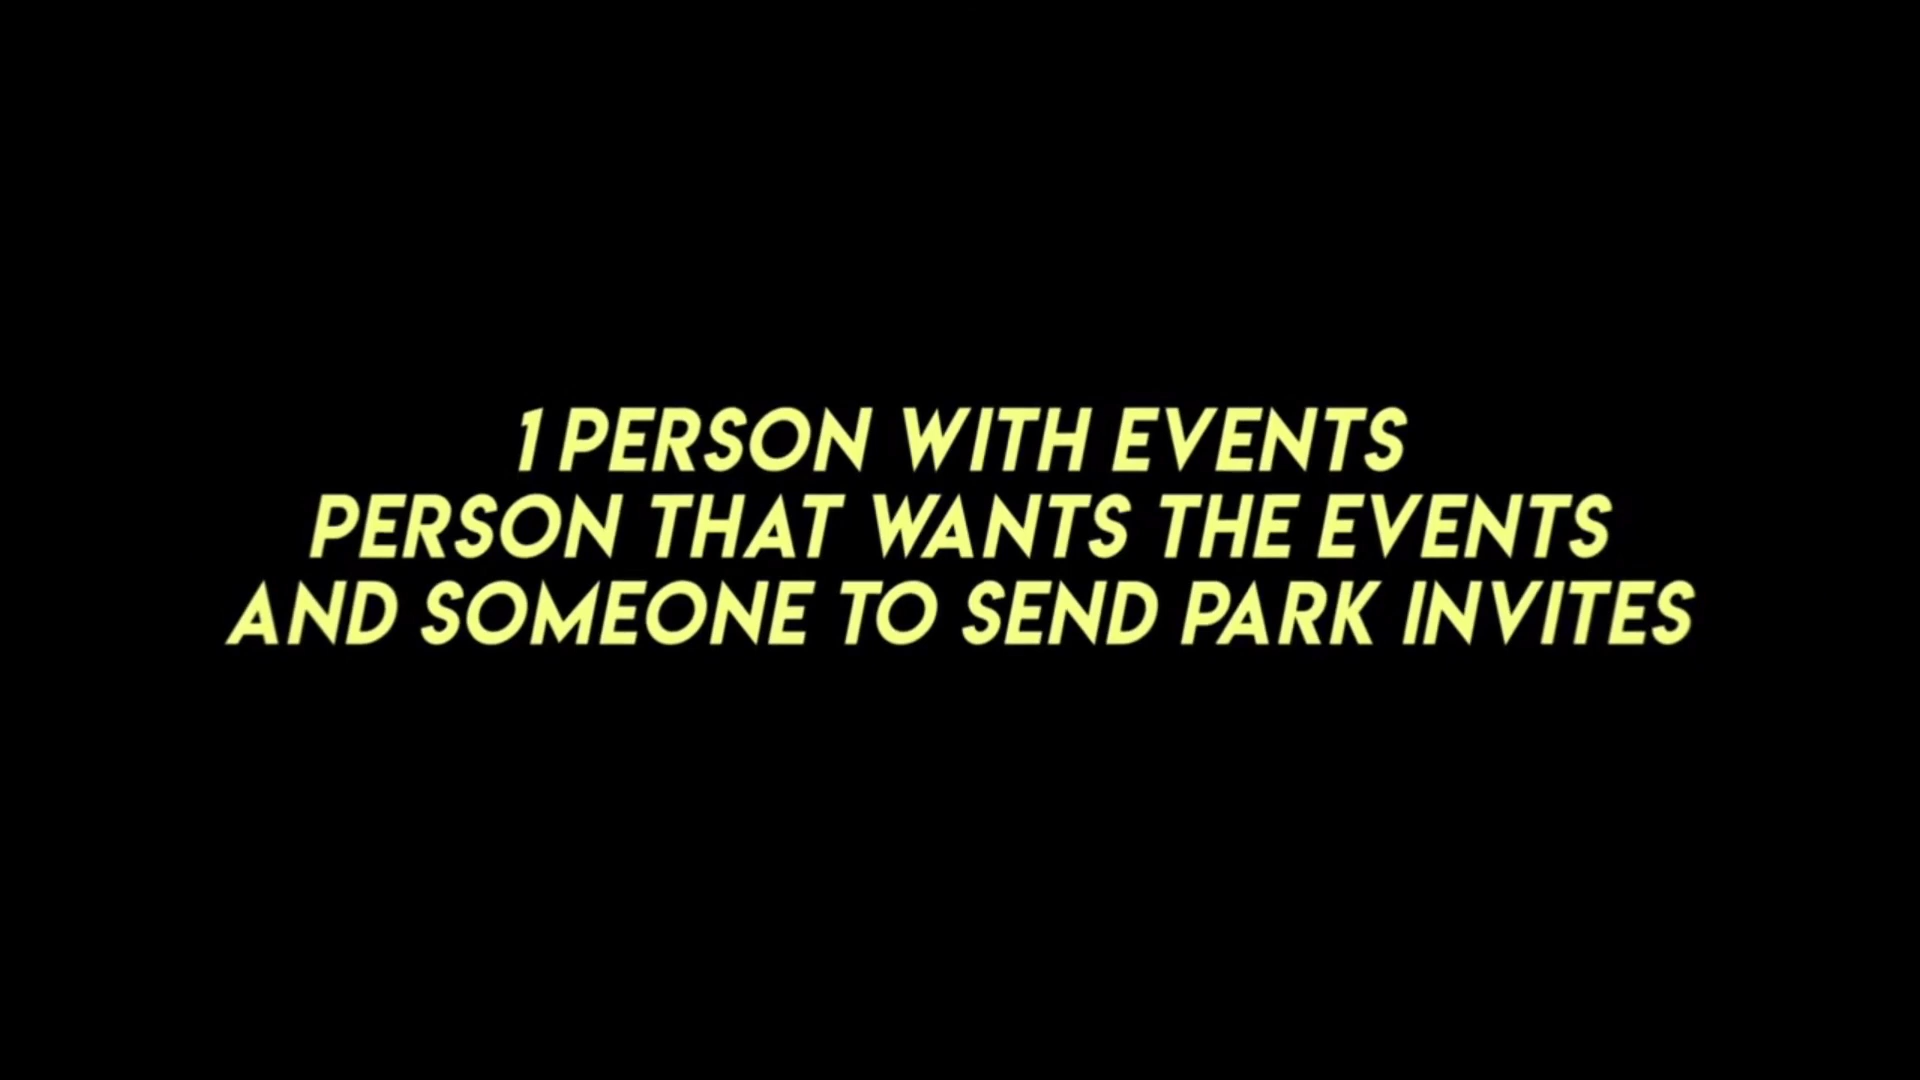 1 PERSON WITH EVENTS
PERSON THAT WANTS THE EVENTS
AND SOMEONE TO SEND PARK INVITES